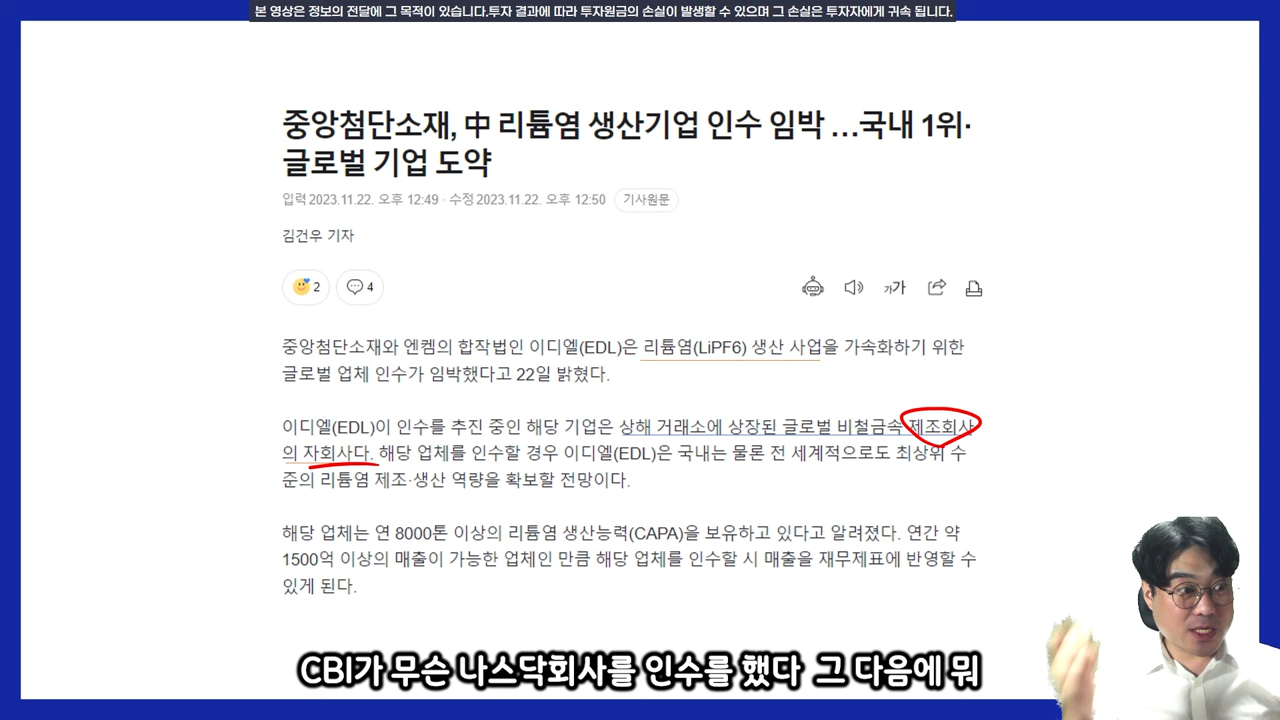 본 영상은 정보의 전달에 그 목적이 있습니다.투자 결과에 따라 투자원금의 손실이 발생할 수 있으며 그 손실은 투자자에게 귀속 됩니다.
중앙첨단소재, 中 리튬염 생산기업 인수 임박 …국내 1위·
글로벌 기업 도약
입력 2023.11.22. 오후 12:49 · 수정 2023.11.22. 오후 12:50 기사원문
김건우 기자
2 4 가가
중앙첨단소재와 엔켐의 합작법인 이디엘(EDL)은 리튬염(LiPF6) 생산 사업을 가속화하기 위한
글로벌 업체 인수가 임박했다고 22일 밝혔다.
이디엘(EDL)이 인수를 추진 중인 해당 기업은 상해 거래소에 상장된 글로벌 비철금속 제조회사
의 자회사다. 해당 업체를 인수할 경우 이디엘(EDL)은 국내는 물론 전 세계적으로도 최상위 수
준의 리튬염 제조·생산 역량을 확보할 전망이다.
해당 업체는 연 8000톤 이상의 리튬염 생산능력(CAPA)을 보유하고 있다고 알려졌다. 연간 약
1500억 이상의 매출이 가능한 업체인 만큼 해당 업체를 인수할 시 매출을 재무제표에 반영할 수
있게 된다.
CBI가 무슨 나스닥회사를 인수를 했다 그 다음에 뭐